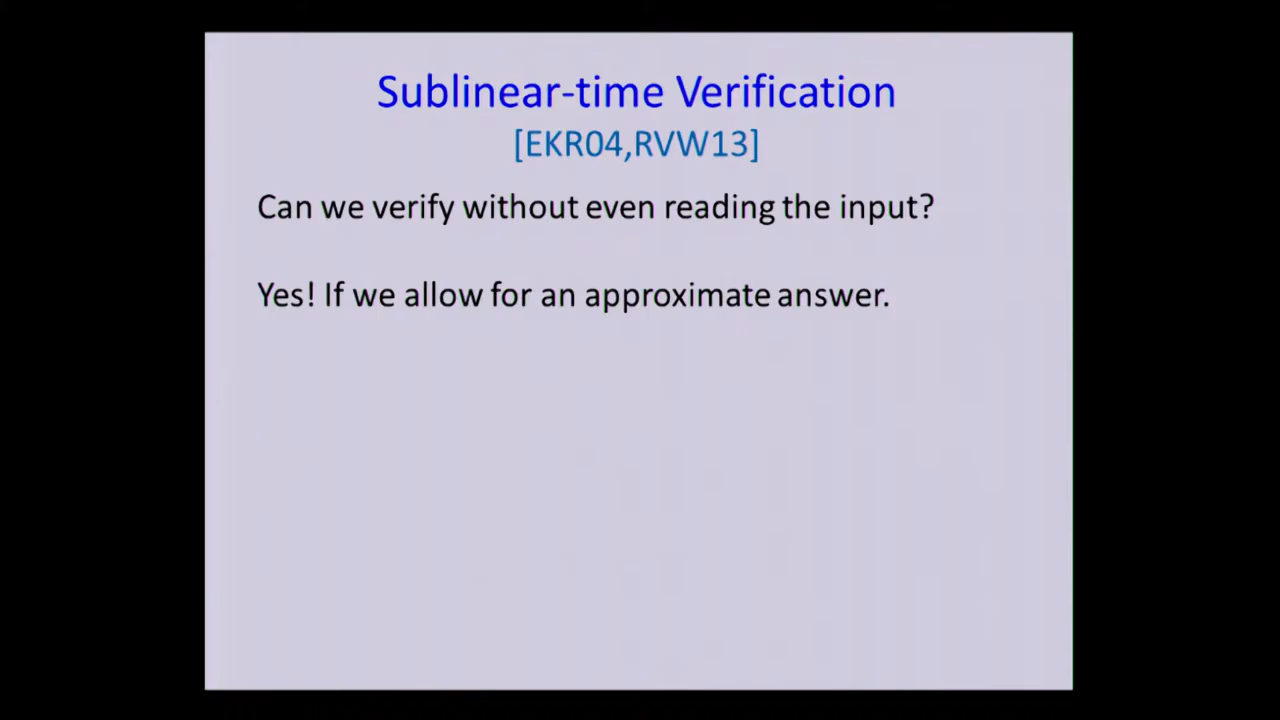 Sublinear-time Verification
[EKR04,RVW13]
Can we verify without even reading the input?
Yes! If we allow for an approximate answer.